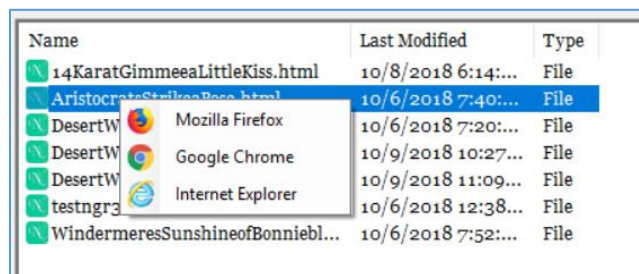 Name Last Modified Type
14KaratGimmeeaLittleKiss.html 10/8/2018 6:14:... File
AristocratsStrikeaPose.html 10/6/2018 7:40:... File
Mozilla Firefox
DesertW 10/6/2018 7:20:... File
DesertW 10/9/2018 10:27... File
Google Chrome
DesertW 10/9/2018 11:09... File
Internet Explorer
testngr3 10/6/2018 12:38... File
WindermeresSunshineofBonniebl... 10/6/2018 7:52:... File